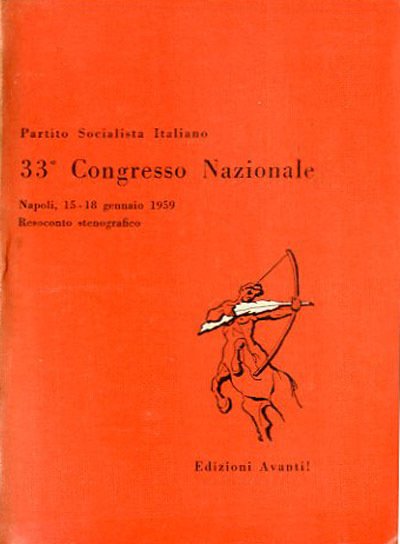 Partito Socialista Italiano
33° Congresso Nazionale
Napoli, 15-18 gennaio 1959
Resoconto stenografico
Edizioni Avanti!